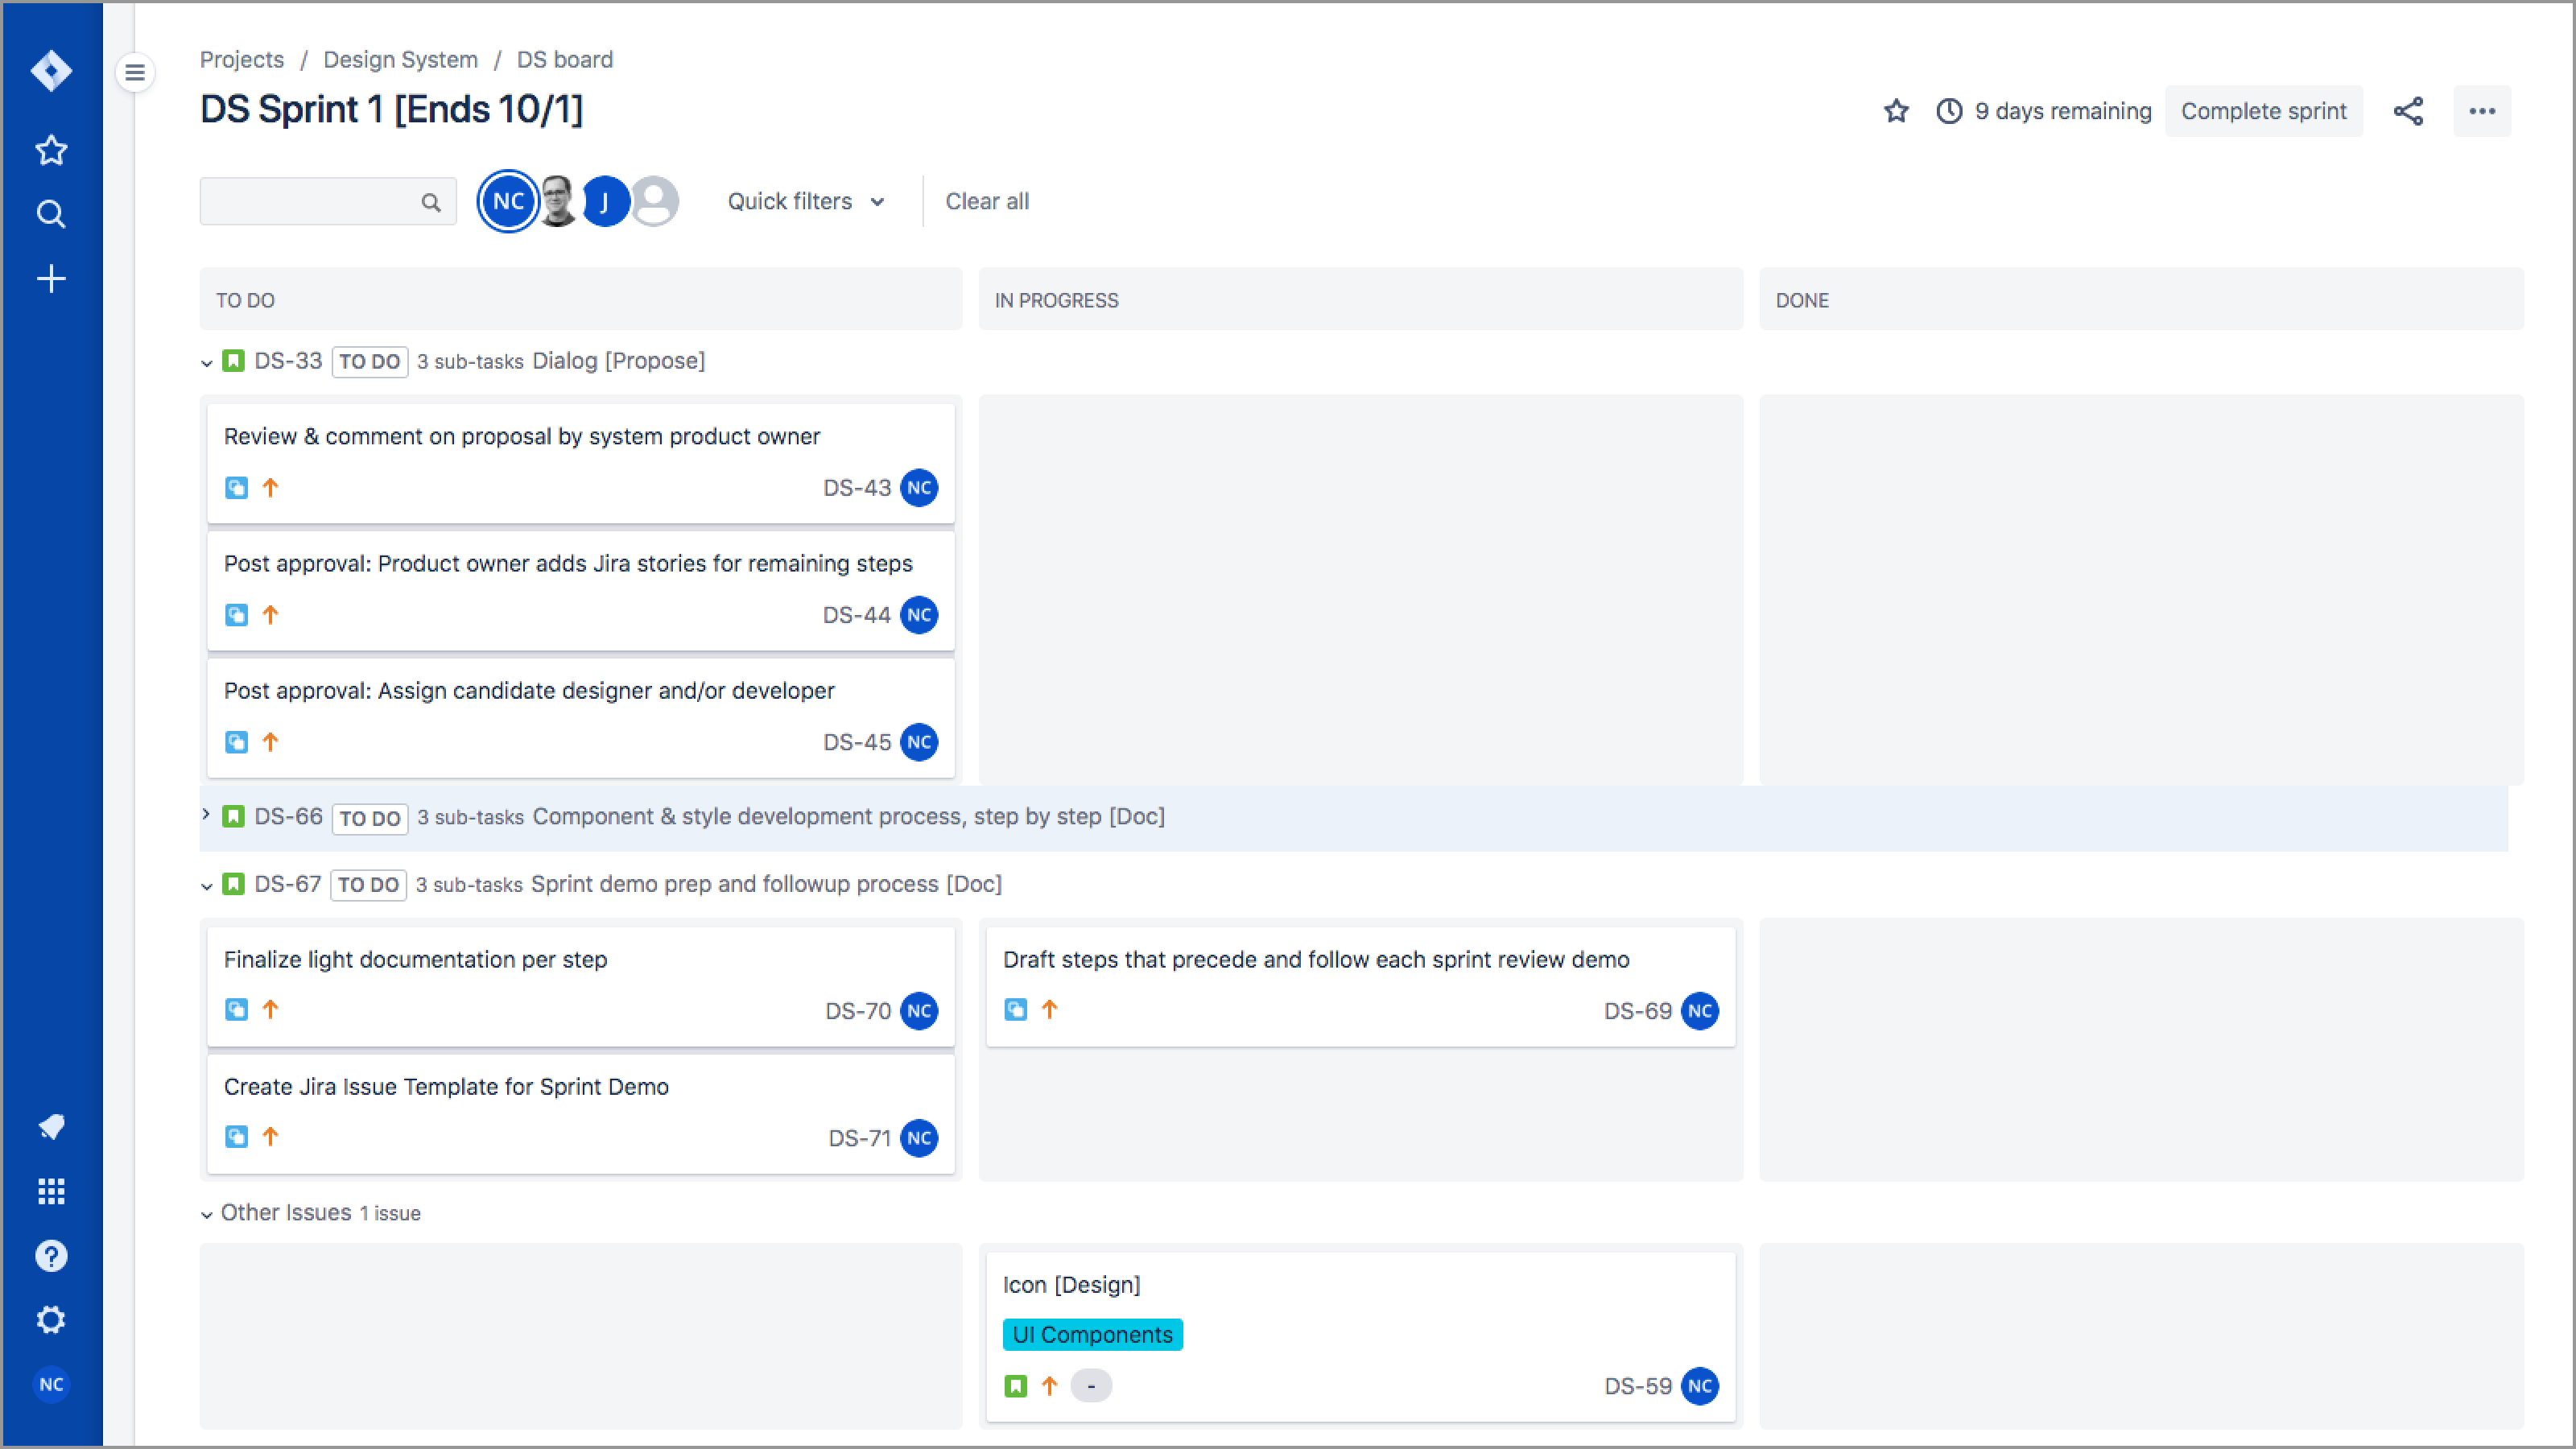 Projects / Design System / DS board
DS Sprint 1 [Ends 10/1]
9 days remaining
Complete sprint
NC
J
Quick filters
Clear all
TO DO
IN PROGRESS
DONE
DS-33 TO DO 3 sub-tasks Dialog [Propose]
Review & comment on proposal by system product owner
DS-43 NC
Post approval: Product owner adds Jira stories for remaining steps
DS-44 NC
Post approval: Assign candidate designer and/or developer
DS-45 NC
DS-66 TO DO 3 sub-tasks Component & style development process, step by step [Doc]
DS-67 TO DO 3 sub-tasks Sprint demo prep and followup process [Doc]
Finalize light documentation per step
DS-70 NC
Draft steps that precede and follow each sprint review demo
DS-69 NC
Create Jira Issue Template for Sprint Demo
DS-71 NC
Other Issues 1 issue
Icon [Design]
UI Components
-
DS-59 NC
NC